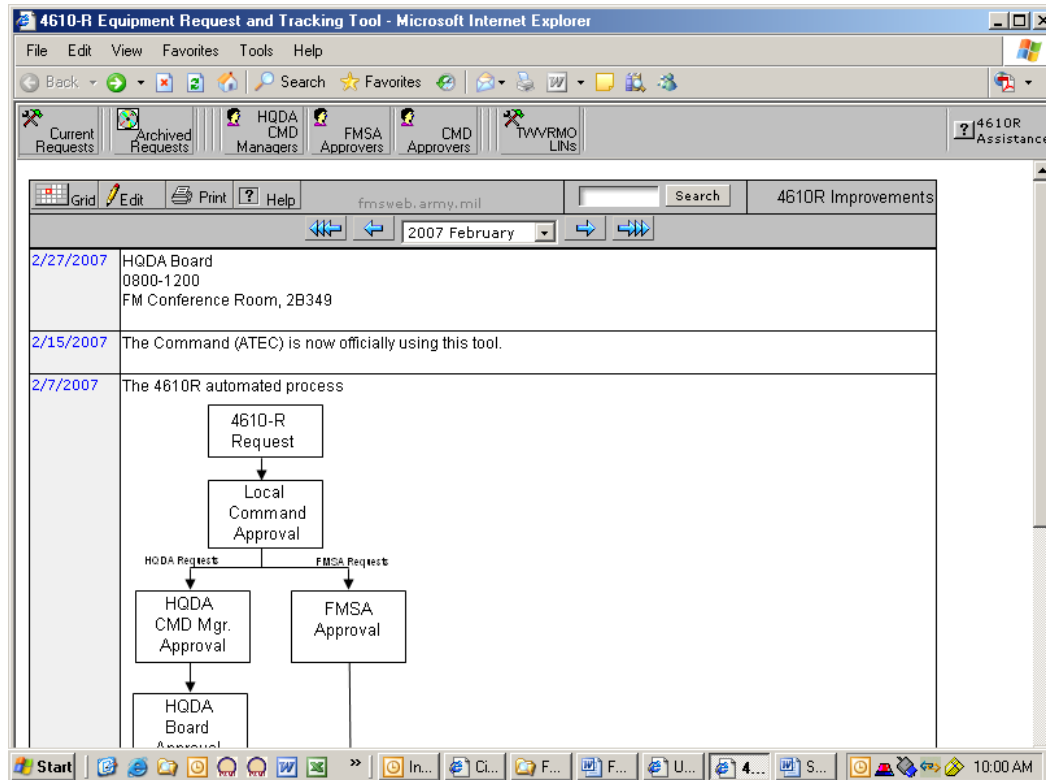 4610-R Equipment Request and Tracking Tool - Microsoft Internet Explorer
File Edit View Favorites Tools Help
Back Search Favorites
Current Requests
Archived Requests
HQDA CMD Managers
FMSA Approvers
CMD Approvers
TWVRMO LINs
4610R Assistance
Grid Edit Print Help fmsweb.army.mil Search 4610R Improvements
2007 February
2/27/2007 HQDA Board
0800-1200
FM Conference Room, 2B349
2/15/2007 The Command (ATEC) is now officially using this tool.
2/7/2007 The 4610R automated process
4610-R
Request
Local
Command
Approval
HQDA Requests FMSA Requests
HQDA
CMD Mgr.
Approval
FMSA
Approval
HQDA
Board
Approval
Start » In... Ci... F... F... U... 4... S... 10:00 AM